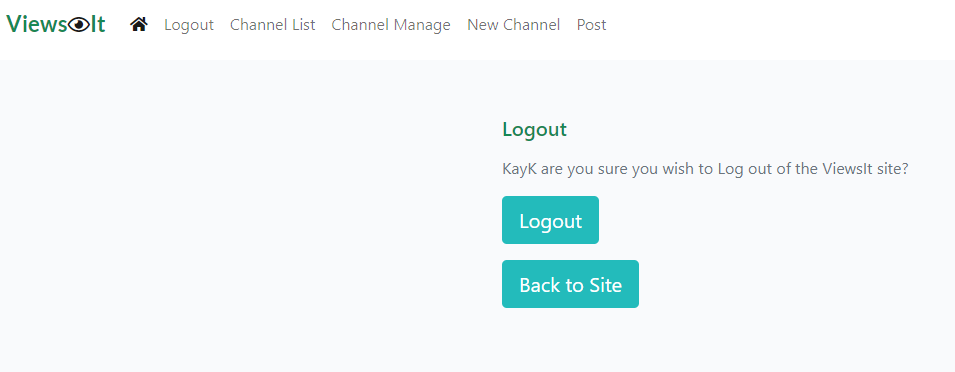 ViewsIt Logout Channel List Channel Manage New Channel Post
Logout
KayK are you sure you wish to Log out of the ViewsIt site?
Logout
Back to Site